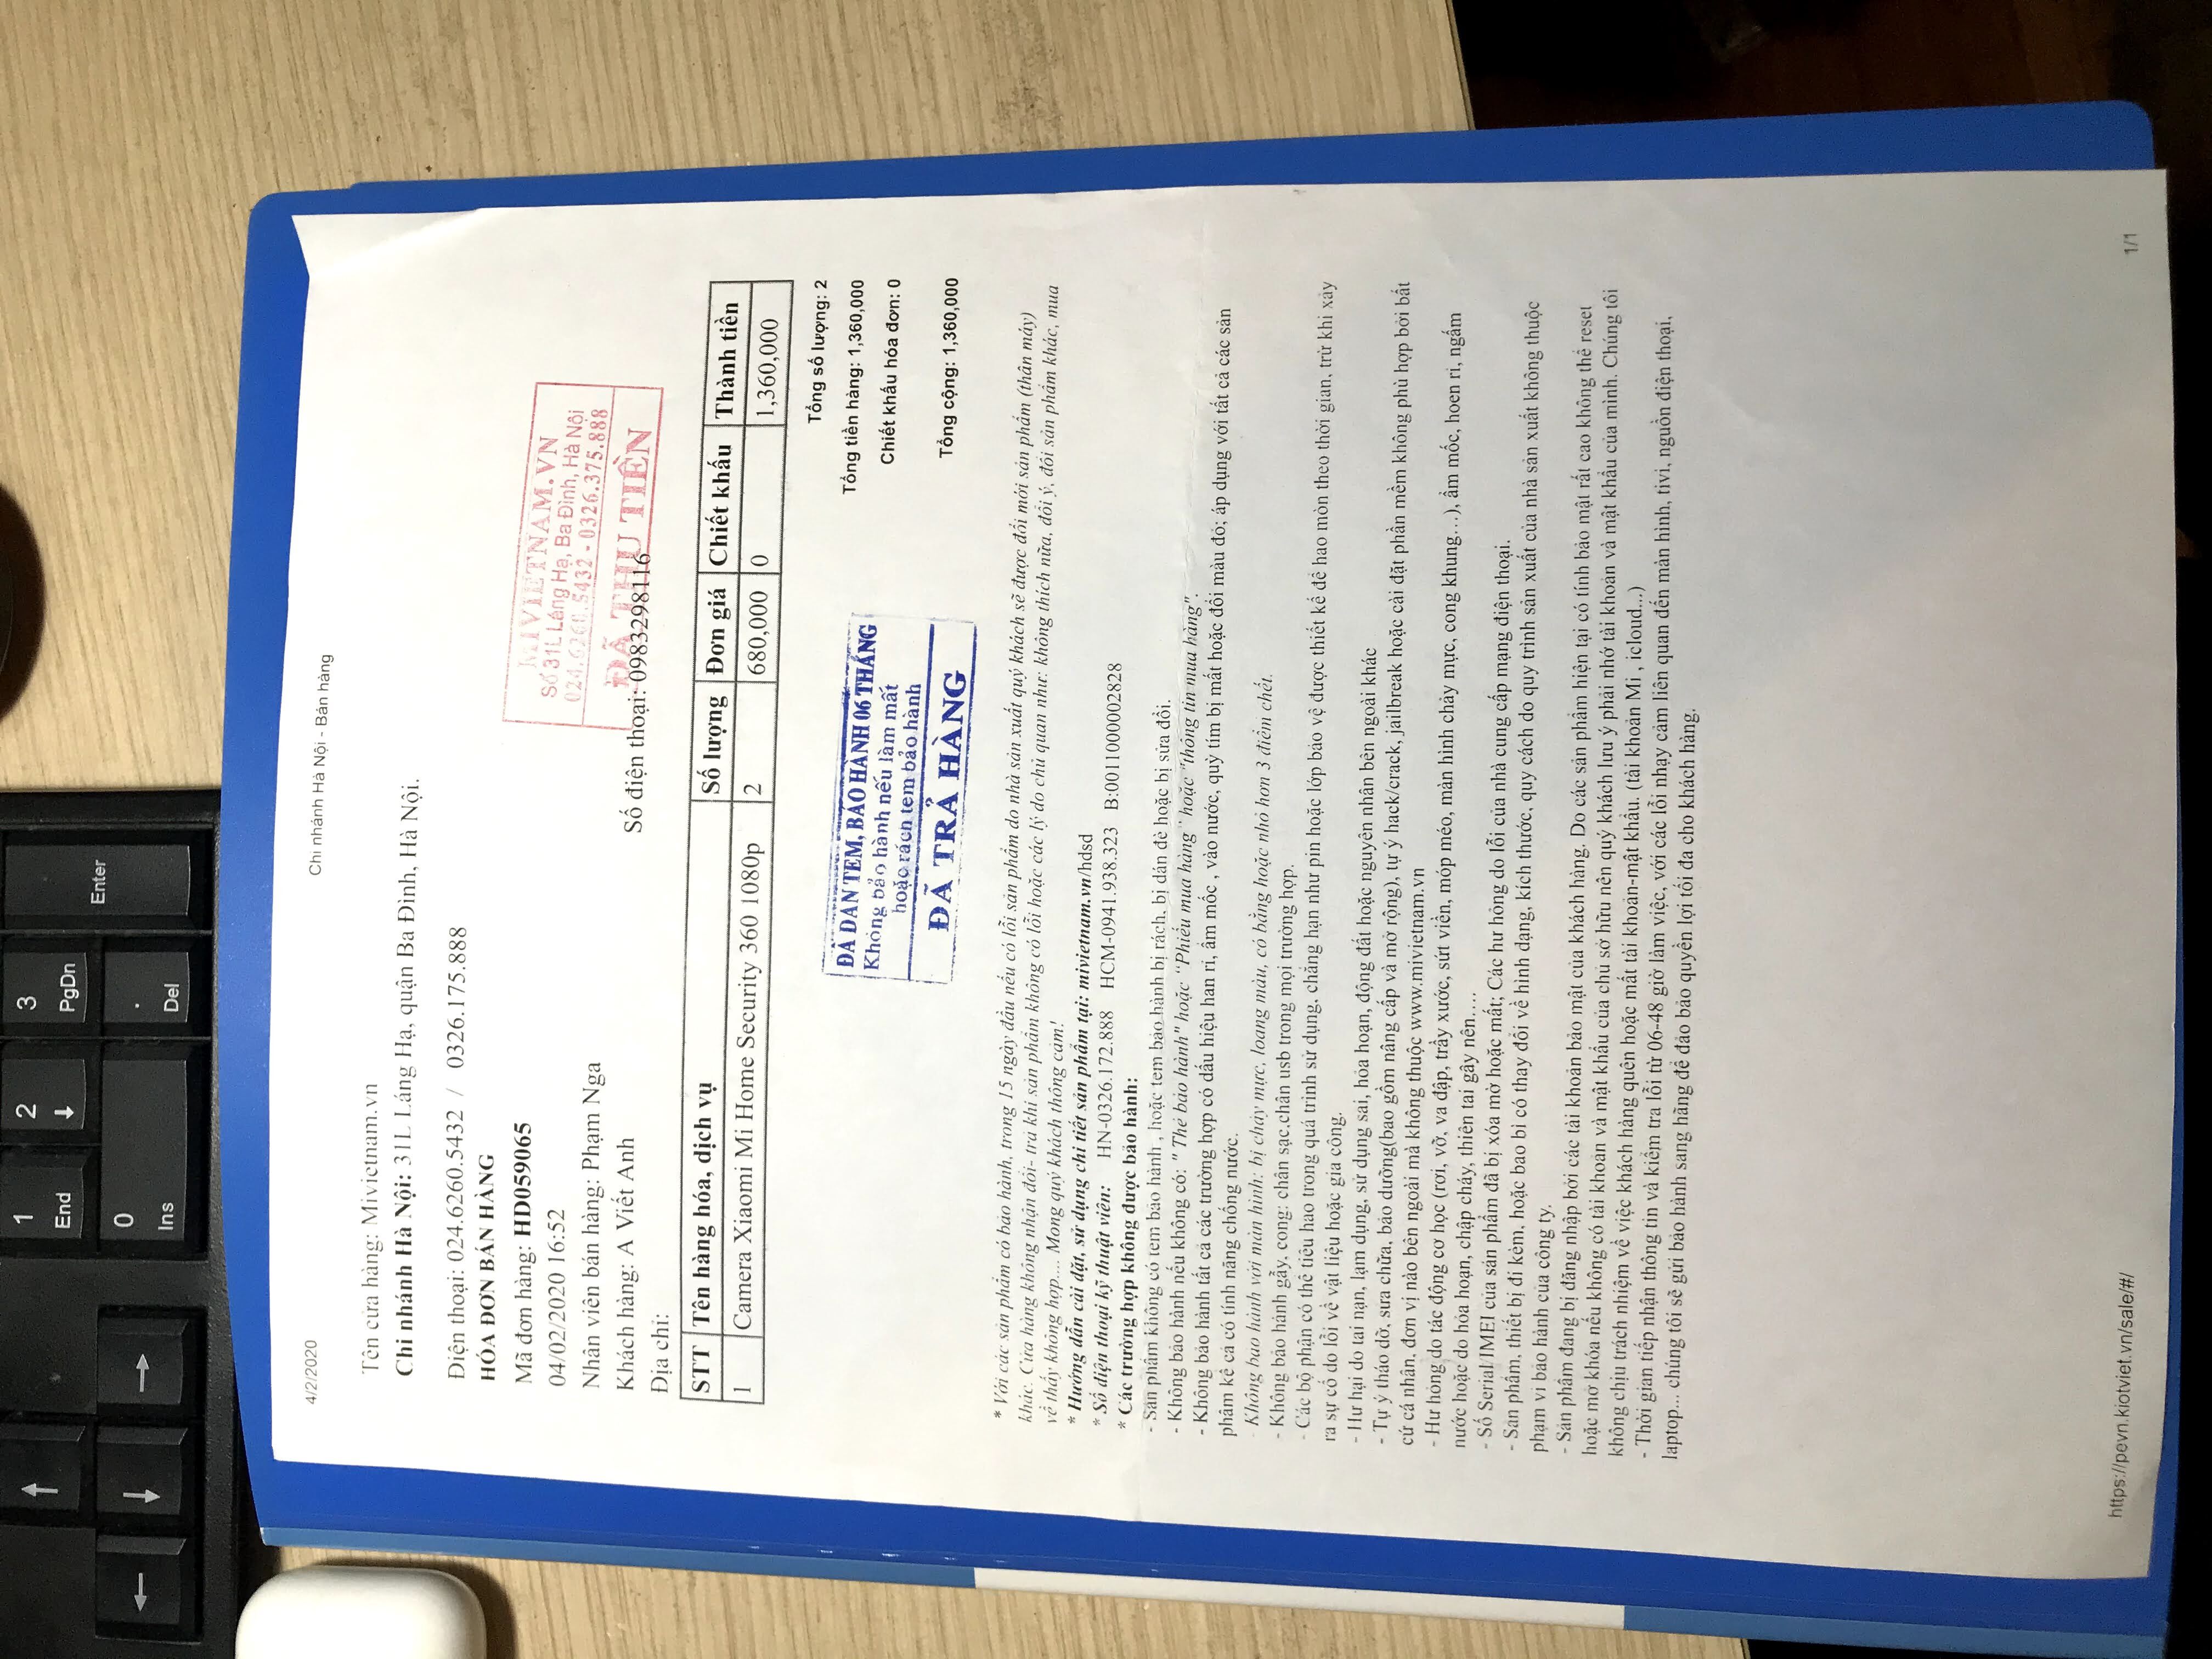 1
End
2
3
PgDn
Enter
0
Ins
.
Del
4/2/2020
Chi nhánh Hà Nội - Bán hàng
Tên cửa hàng: Mivietnam.vn
Chi nhánh Hà Nội: 31L Láng Hạ, quận Ba Đình, Hà Nội.
Điện thoại: 024.6260.5432 / 0326.175.888
HÓA ĐƠN BÁN HÀNG
Mã đơn hàng: HD059065
04/02/2020 16:52
Nhân viên bán hàng: Phạm Nga
Khách hàng: A Viết Anh
Số điện thoại: 0983298116
Địa chỉ:
MIVIETNAM.VN
Số 31L Láng Hạ, Ba Đình, Hà Nội
024.6260.5432 - 0326.375.888
ĐÃ THU TIỀN
STT Tên hàng hóa, dịch vụ Số lượng Đơn giá Chiết khấu Thành tiền
1 Camera Xiaomi Mi Home Security 360 1080p 2 680,000 0 1,360,000
Tổng số lượng: 2
Tổng tiền hàng: 1,360,000
Chiết khấu hóa đơn: 0
Tổng cộng: 1,360,000
ĐÃ DÁN TEM, BẢO HÀNH 06 THÁNG
Không bảo hành nếu làm mất
hoặc rách tem bảo hành
ĐÃ TRẢ HÀNG
* Với các sản phẩm có bảo hành, trong 15 ngày đầu nếu có lỗi sản phẩm do nhà sản xuất quý khách sẽ được đổi mới sản phẩm (thân máy)
khác. Cửa hàng không nhận đổi- trả khi sản phẩm không có lỗi hoặc các lý do chủ quan như: không thích nữa, đổi ý, đổi sản phẩm khác, mua
về thấy không hợp.... Mong quý khách thông cảm!
* Hướng dẫn cài đặt, sử dụng chi tiết sản phẩm tại: mivietnam.vn/hdsd
* Số điện thoại kỹ thuật viên: HN-0326.172.888 HCM-0941.938.323 B:0011000002828
* Các trường hợp không được bảo hành:
- Sản phẩm không có tem bảo hành , hoặc tem bảo hành bị rách, bị dán đè hoặc bị sửa đổi.
- Không bảo hành nếu không có: " Thẻ bảo hành" hoặc "Phiếu mua hàng" hoặc "thông tin mua hàng".
- Không bảo hành tất cả các trường hợp có dấu hiệu han rỉ, ẩm mốc , vào nước, quỳ tím bị mất hoặc đổi màu đỏ; áp dụng với tất cả các sản
phẩm kể cả có tính năng chống nước.
- Không bảo hành với màn hình: bị chảy mực, loang màu, có bằng hoặc nhỏ hơn 3 điểm chết.
- Không bảo hành gẫy, cong: chân sạc,chân usb trong mọi trường hợp.
- Các bộ phận có thể tiêu hao trong quá trình sử dụng, chẳng hạn như pin hoặc lớp bảo vệ được thiết kế để hao mòn theo thời gian, trừ khi xảy
ra sự cố do lỗi về vật liệu hoặc gia công.
- Hư hại do tai nạn, lạm dụng, sử dụng sai, hỏa hoạn, động đất hoặc nguyên nhân bên ngoài khác
- Tự ý tháo dỡ, sửa chữa, bảo dưỡng(bao gồm nâng cấp và mở rộng), tự ý hack/crack, jailbreak hoặc cài đặt phần mềm không phù hợp bởi bất
cứ cá nhân, đơn vị nào bên ngoài mà không thuộc www.mivietnam.vn
- Hư hỏng do tác động cơ học (rơi, vỡ, va đập, trầy xước, sứt viền, móp méo, màn hình chảy mực, cong khung…), ẩm mốc, hoen rỉ, ngấm
nước hoặc do hỏa hoạn, chập cháy, thiên tai gây nên….
- Số Serial/IMEI của sản phẩm đã bị xóa mờ hoặc mất; Các hư hỏng do lỗi của nhà cung cấp mạng điện thoại.
- Sản phẩm, thiết bị đi kèm, hoặc bao bì có thay đổi về hình dạng, kích thước, quy cách do quy trình sản xuất của nhà sản xuất không thuộc
phạm vi bảo hành của công ty.
- Sản phẩm đang bị đăng nhập bởi các tài khoản bảo mật của khách hàng. Do các sản phẩm hiện tại có tính bảo mật rất cao không thể reset
hoặc mở khóa nếu không có tài khoản và mật khẩu của chủ sở hữu nên quý khách lưu ý phải nhớ tài khoản và mật khẩu của mình. Chúng tôi
không chịu trách nhiệm về việc khách hàng quên hoặc mất tài khoản-mật khẩu. (tài khoản Mi , icloud...)
- Thời gian tiếp nhận thông tin và kiểm tra lỗi từ 06-48 giờ làm việc, với các lỗi nhạy cảm liên quan đến màn hình, tivi, nguồn điện thoại,
laptop... chúng tôi sẽ gửi bảo hành sang hãng để đảo bảo quyền lợi tối đa cho khách hàng.
https://pevn.kiotviet.vn/sale/#/
1/1